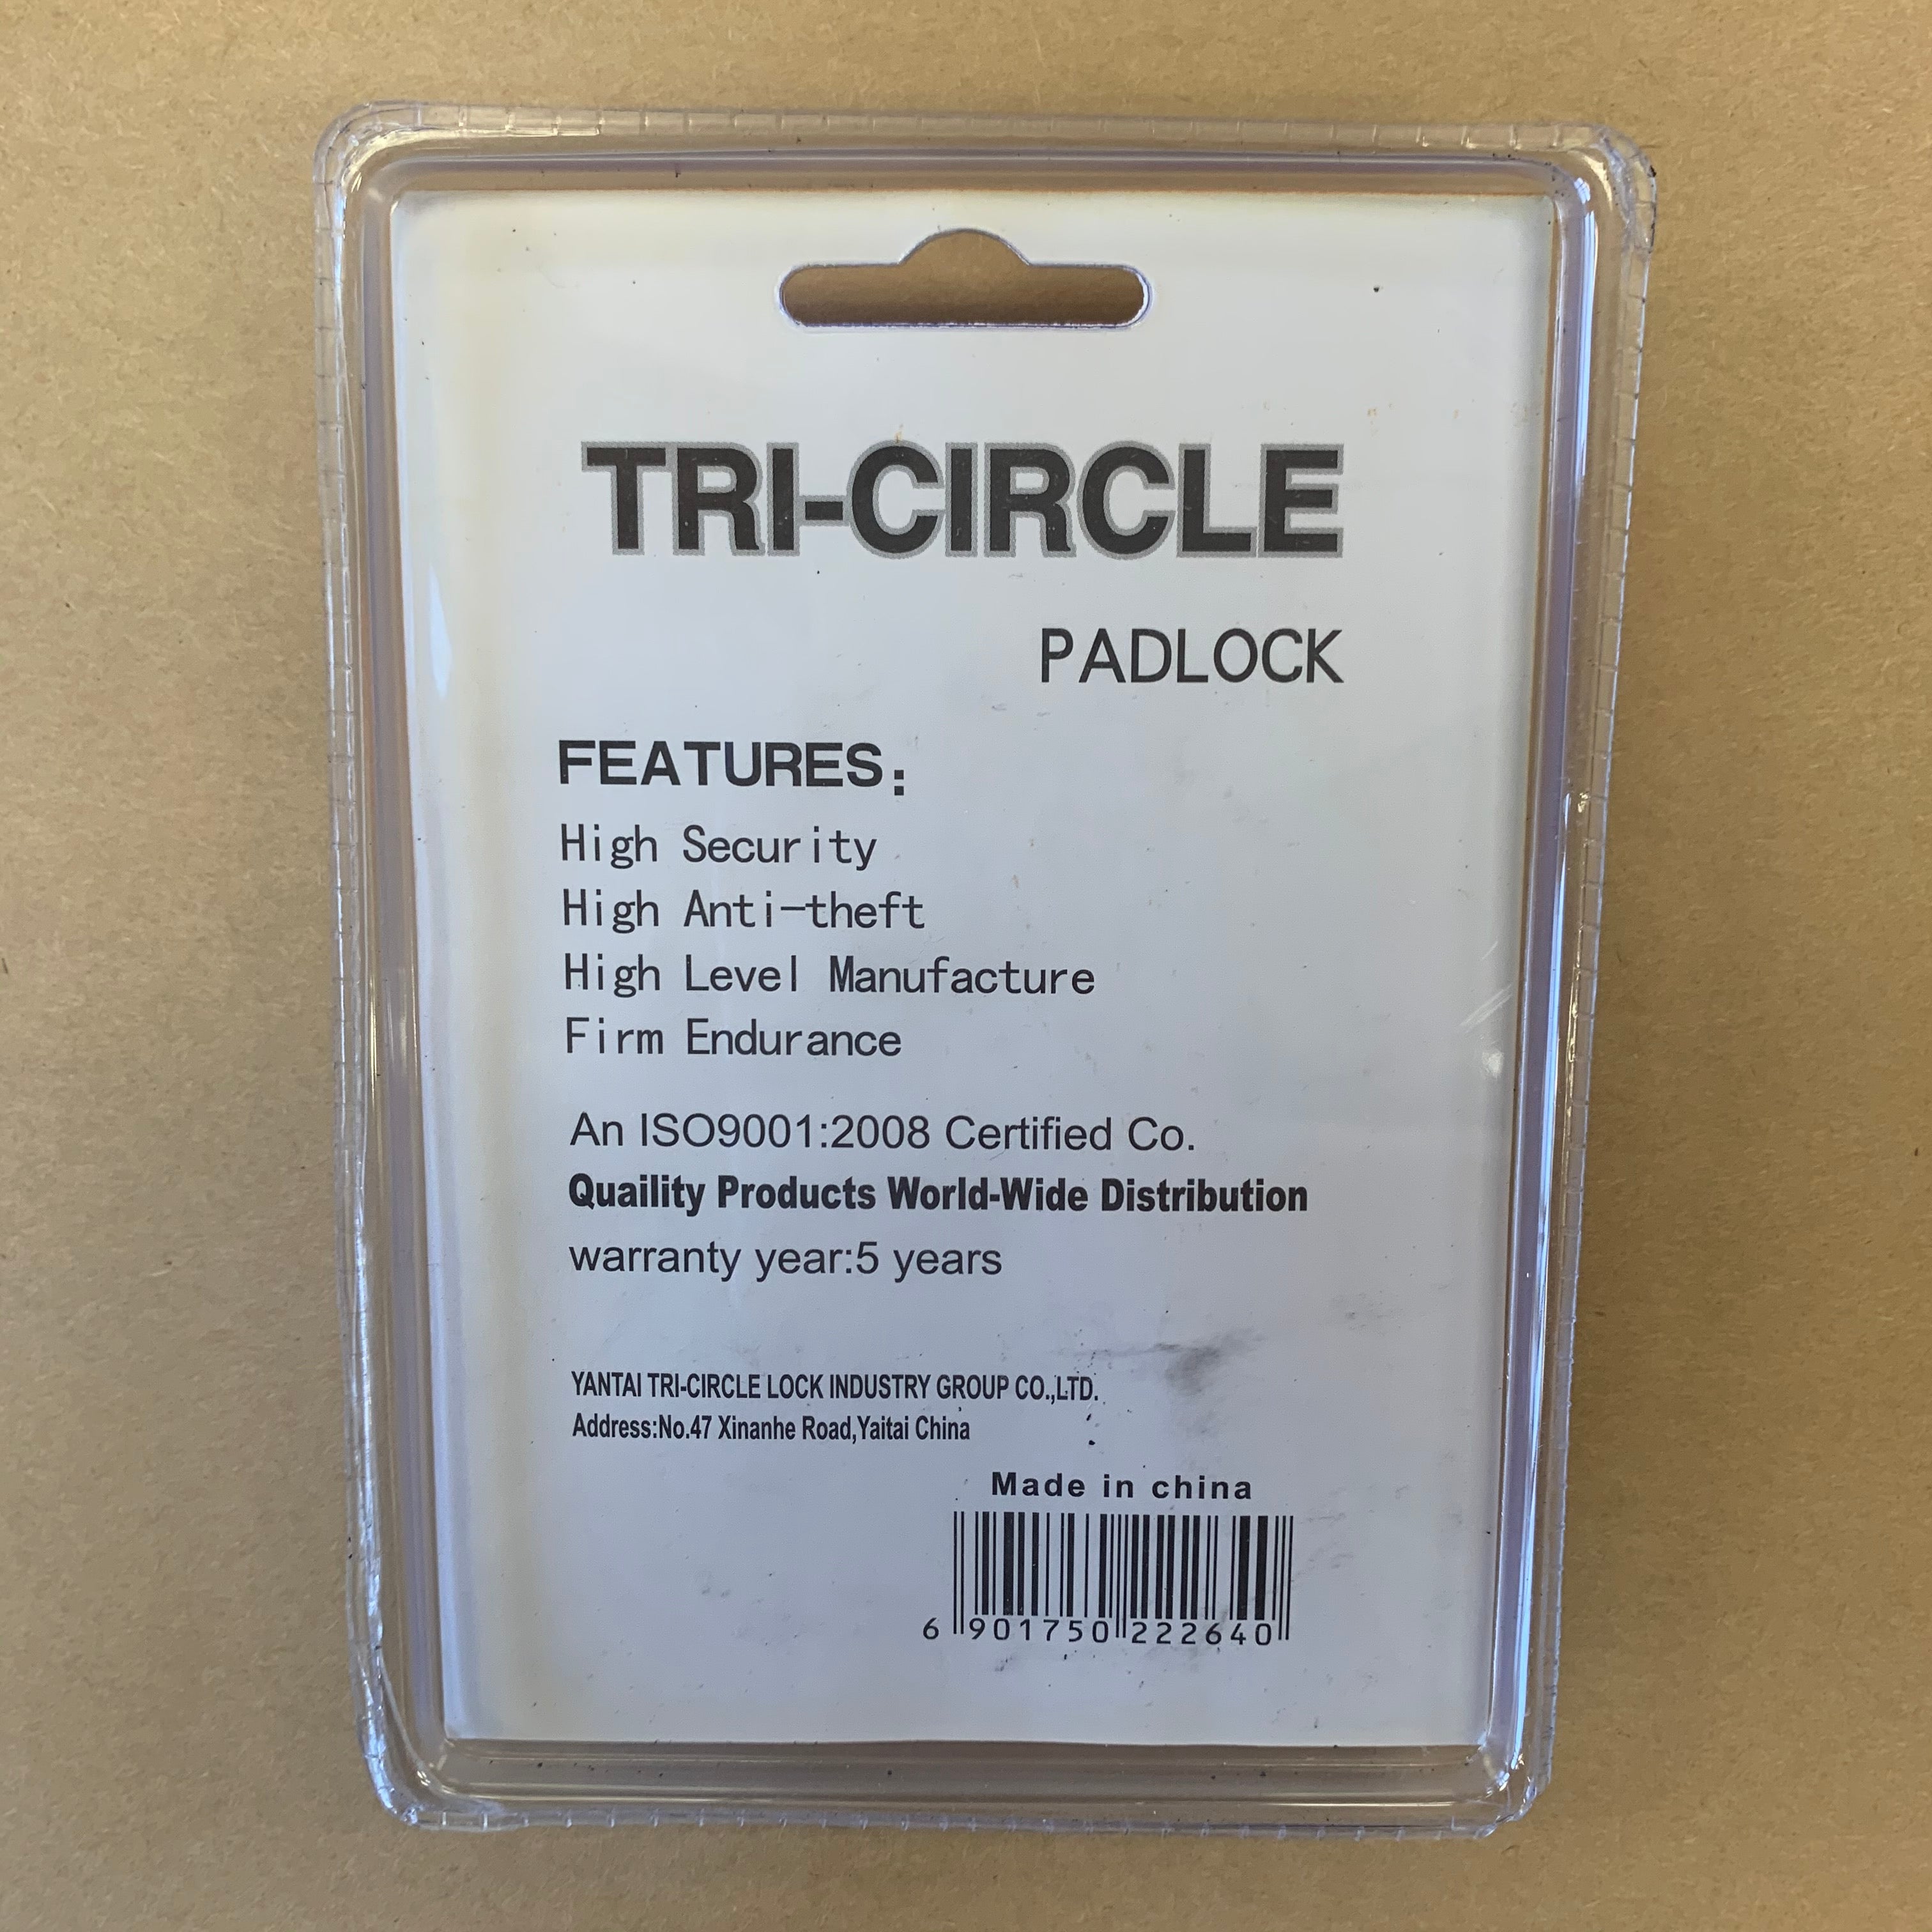 TRI-CIRCLE
PADLOCK
FEATURES:
High Security
High Anti-theft
High Level Manufacture
Firm Endurance
An ISO9001:2008 Certified Co.
Quaility Products World-Wide Distribution
warranty year:5 years
YANTAI TRI-CIRCLE LOCK INDUSTRY GROUP CO.,LTD.
Address:No.47 Xinanhe Road,Yaitai China
Made in china
6 901750 222640